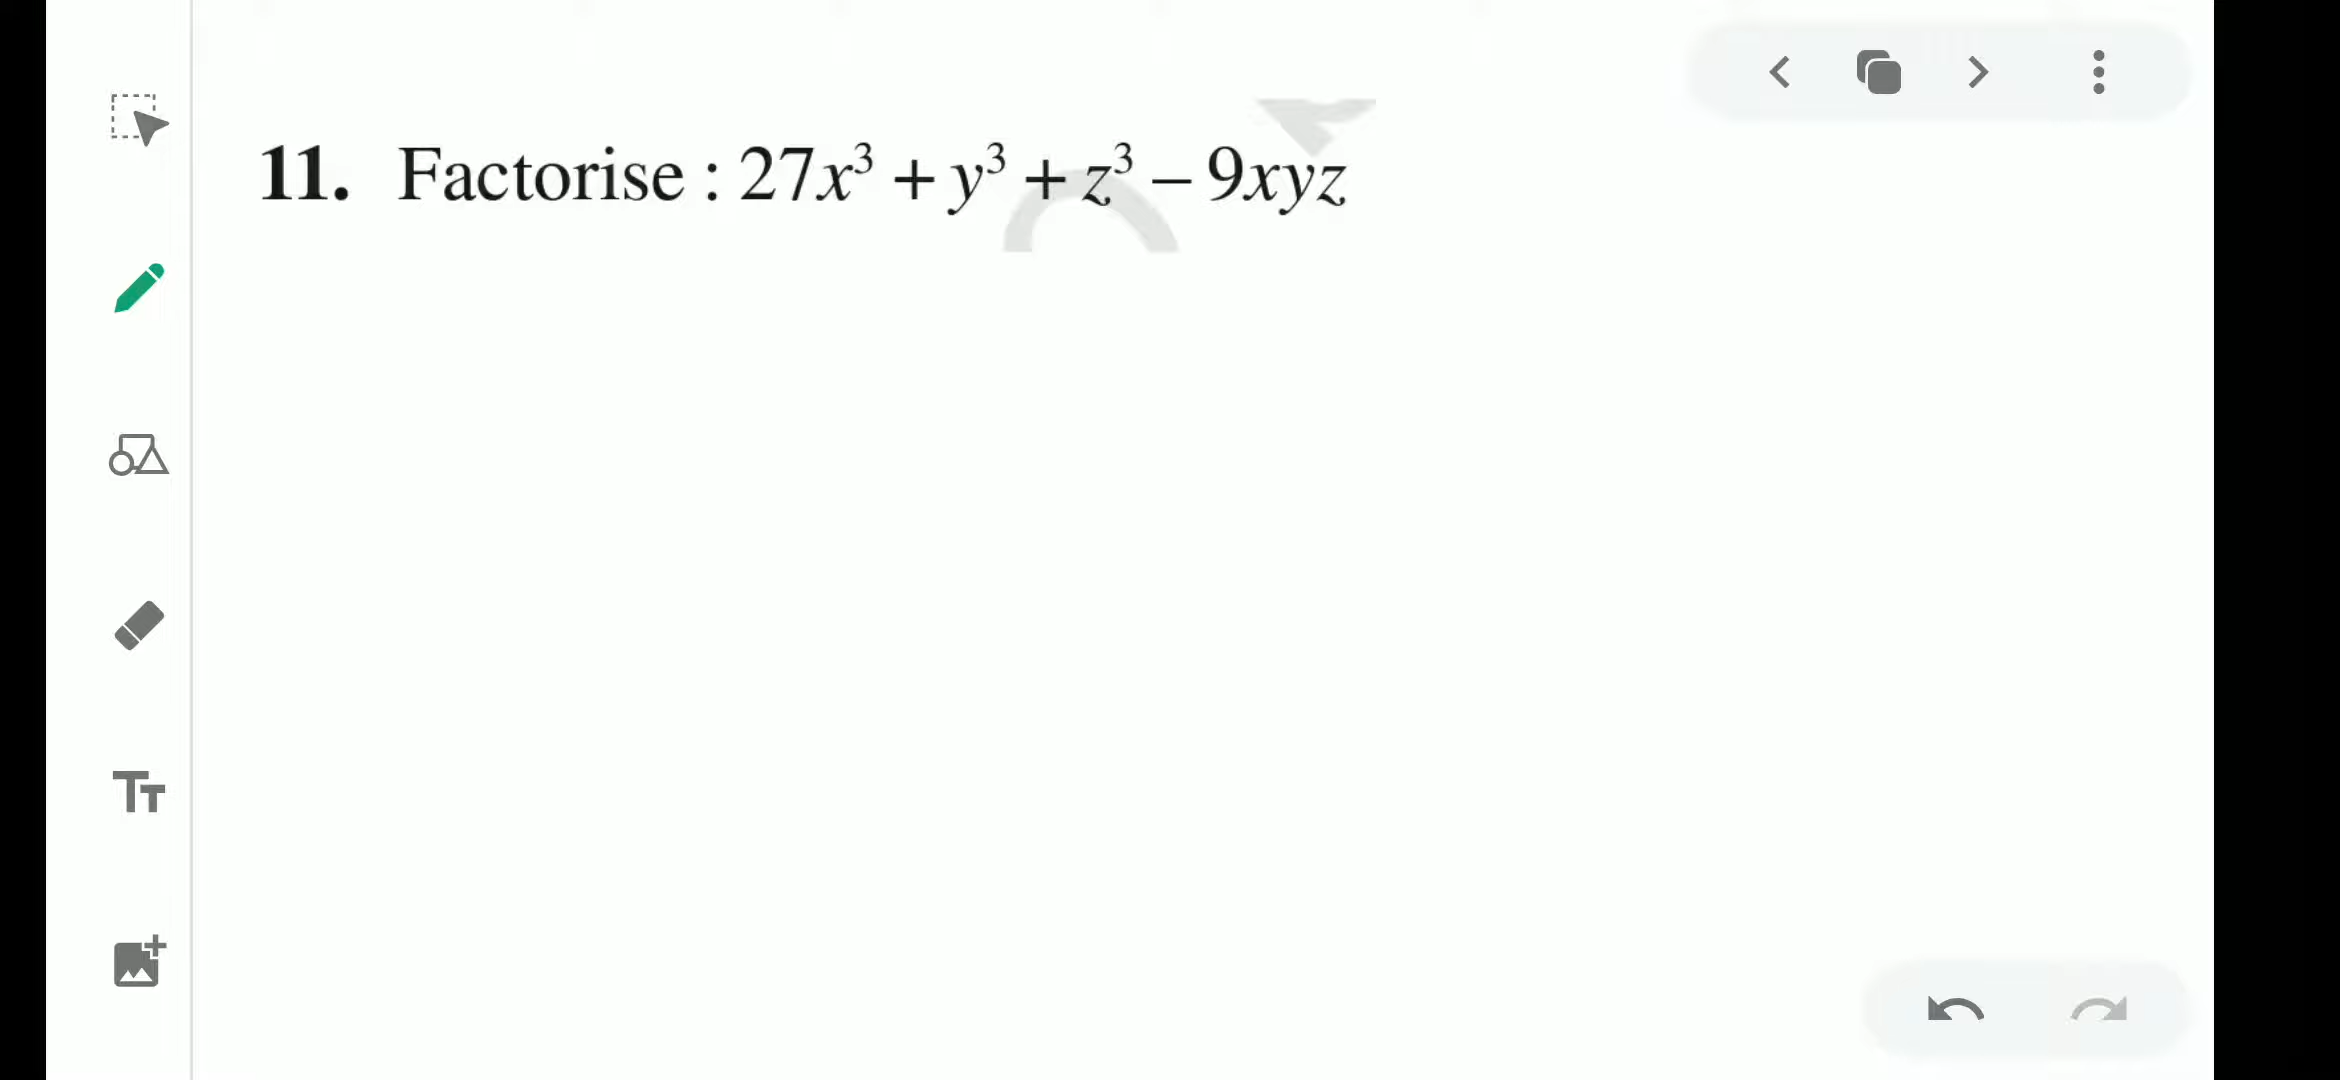 11. Factorise : 27x³ + y³ + z³ – 9xyz